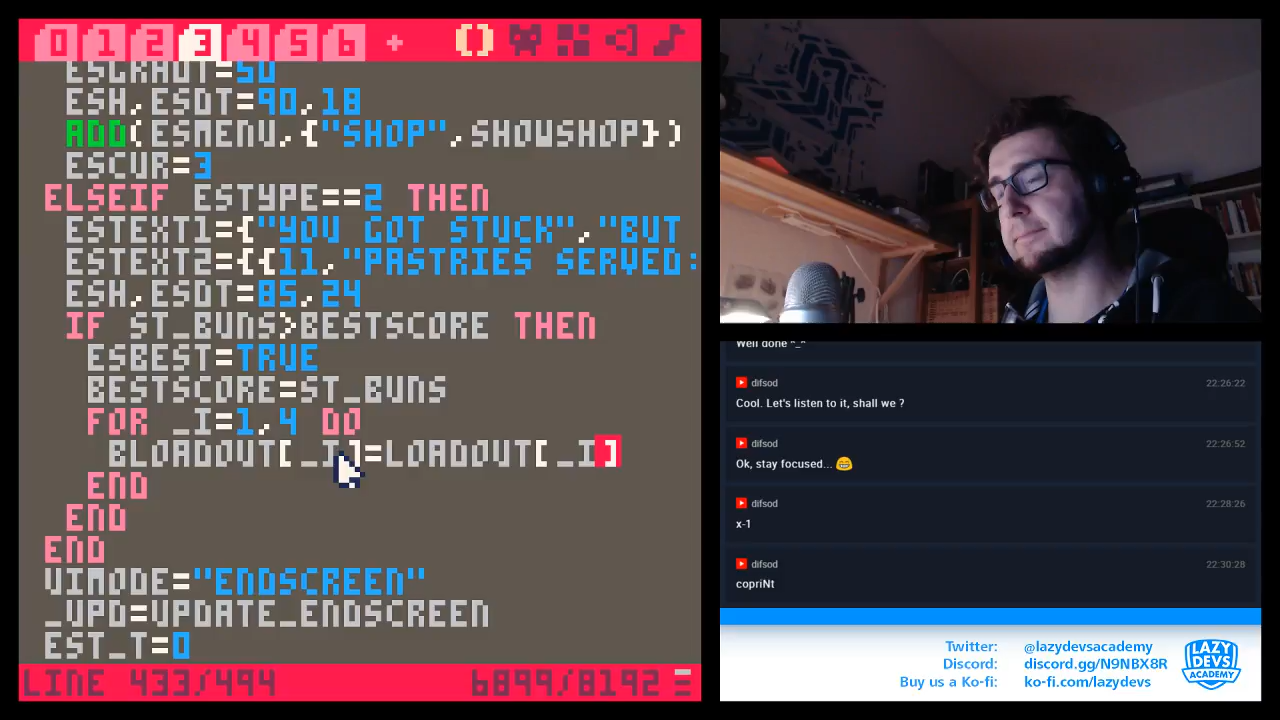 0 1 2 3 4 5 6 +
ESGRAUT=50
ESH,ESDT=90,18
ADD(ESMENU,{"SHOP",SHOWSHOP})
ESCUR=3
ELSEIF ESTYPE==2 THEN
ESTEXT1={"YOU GOT STUCK","BUT
ESTEXT2={{11,"PASTRIES SERVED:
ESH,ESDT=85,24
IF ST_BUNS>BESTSCORE THEN
ESBEST=TRUE
BESTSCORE=ST_BUNS
FOR _I=1,4 DO
BLOADOUT[_I]=LOADOUT[_I]
END
END
END
VIMODE="ENDSCREEN"
_UPD=UPDATE_ENDSCREEN
EST_T=0
LINE 433/494 6899/8192
Well done ^_^
difsod 22:26:22
Cool. Let's listen to it, shall we ?
difsod 22:26:52
Ok, stay focused... 😂
difsod 22:28:26
x-1
difsod 22:30:28
copriNt
Twitter: @lazydevsacademy
Discord: discord.gg/N9NBX8R
Buy us a Ko-fi: ko-fi.com/lazydevs
LAZY
DEVS
ACADEMY